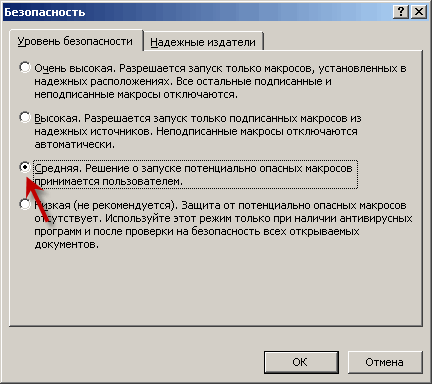 Безопасность
Уровень безопасности
Надежные издатели
Очень высокая. Разрешается запуск только макросов, установленных в
надежных расположениях. Все остальные подписанные и
неподписанные макросы отключаются.
Высокая. Разрешается запуск только подписанных макросов из
надежных источников. Неподписанные макросы отключаются
автоматически.
Средняя. Решение о запуске потенциально опасных макросов
принимается пользователем.
Низкая (не рекомендуется). Защита от потенциально опасных макросов
отсутствует. Используйте этот режим только при наличии антивирусных
программ и после проверки на безопасность всех открываемых
документов.
ОК
Отмена